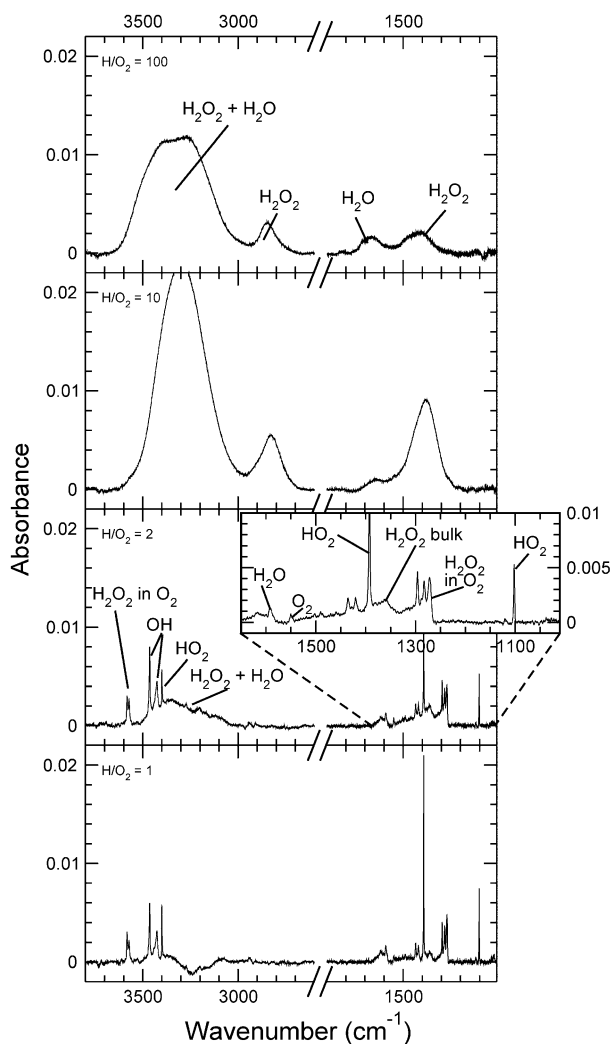 3500 3000 1500
H/O2 = 100
0.02
H2O2 + H2O
0.01
H2O2 H2O H2O2
0
H/O2 = 10
0.02
0.01
0
Absorbance
H/O2 = 2
0.02
0.01
HO2 H2O2 bulk HO2
H2O H2O2
in O2
O2
0.005
0
1500 1300 1100
H2O2 in O2
OH
0.01
HO2
H2O2 + H2O
0
H/O2 = 1
0.02
0.01
0
3500 3000 1500
Wavenumber (cm-1)